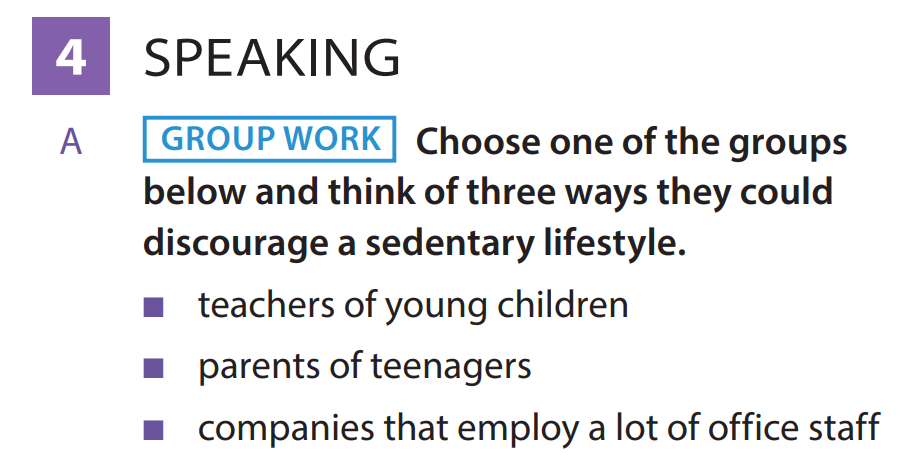 4 SPEAKING
A GROUP WORK Choose one of the groups
below and think of three ways they could
discourage a sedentary lifestyle.
■ teachers of young children
■ parents of teenagers
■ companies that employ a lot of office staff